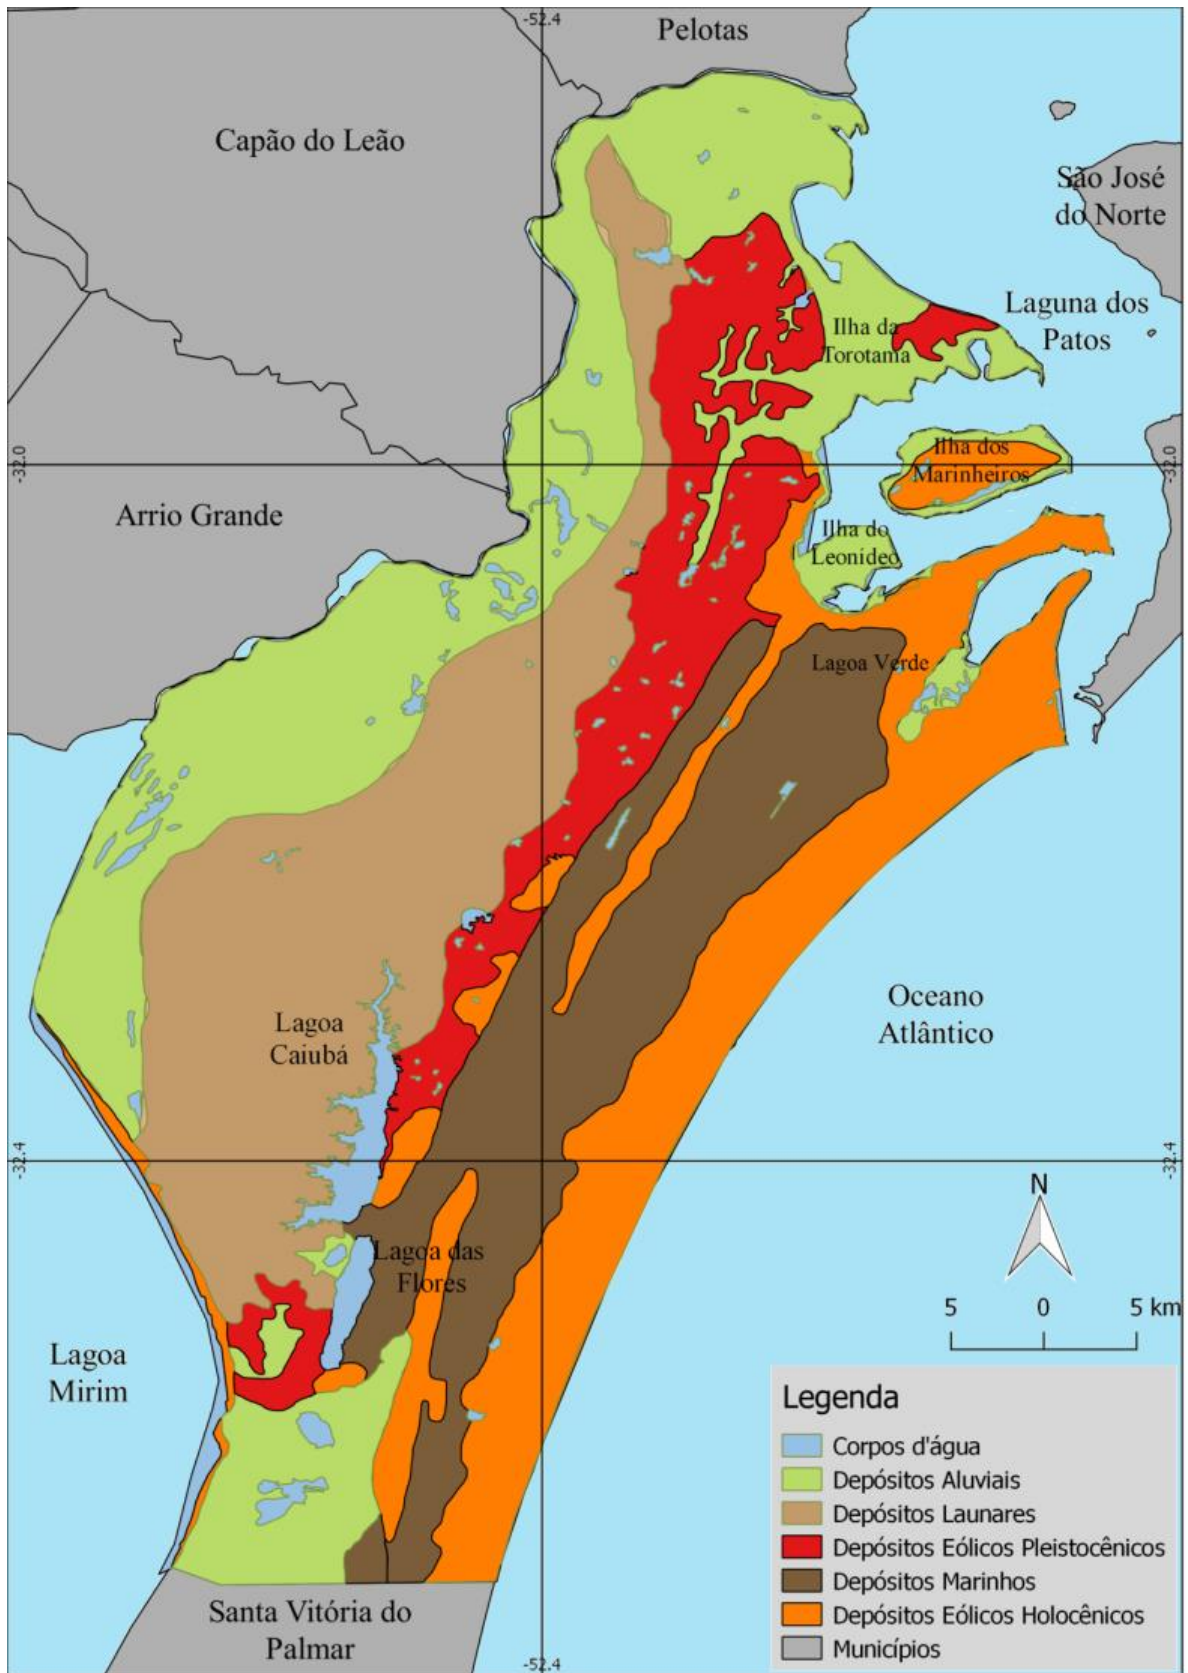 -52.4
Pelotas
Capão do Leão
São José
do Norte
Laguna dos
Patos
Ilha da
Torotama
Ilha dos
Marinheiros
-32.0
-32.0
Arrio Grande
Ilha do
Leonídeo
Lagoa Verde
Oceano
Atlântico
Lagoa
Caiubá
-32.4
-32.4
N
Lagoa das
Flores
5 0 5 km
Lagoa
Mirim
Legenda
Corpos d'água
Depósitos Aluviais
Depósitos Launares
Depósitos Eólicos Pleistocênicos
Depósitos Marinhos
Depósitos Eólicos Holocênicos
Municípios
Santa Vitória do
Palmar
-52.4